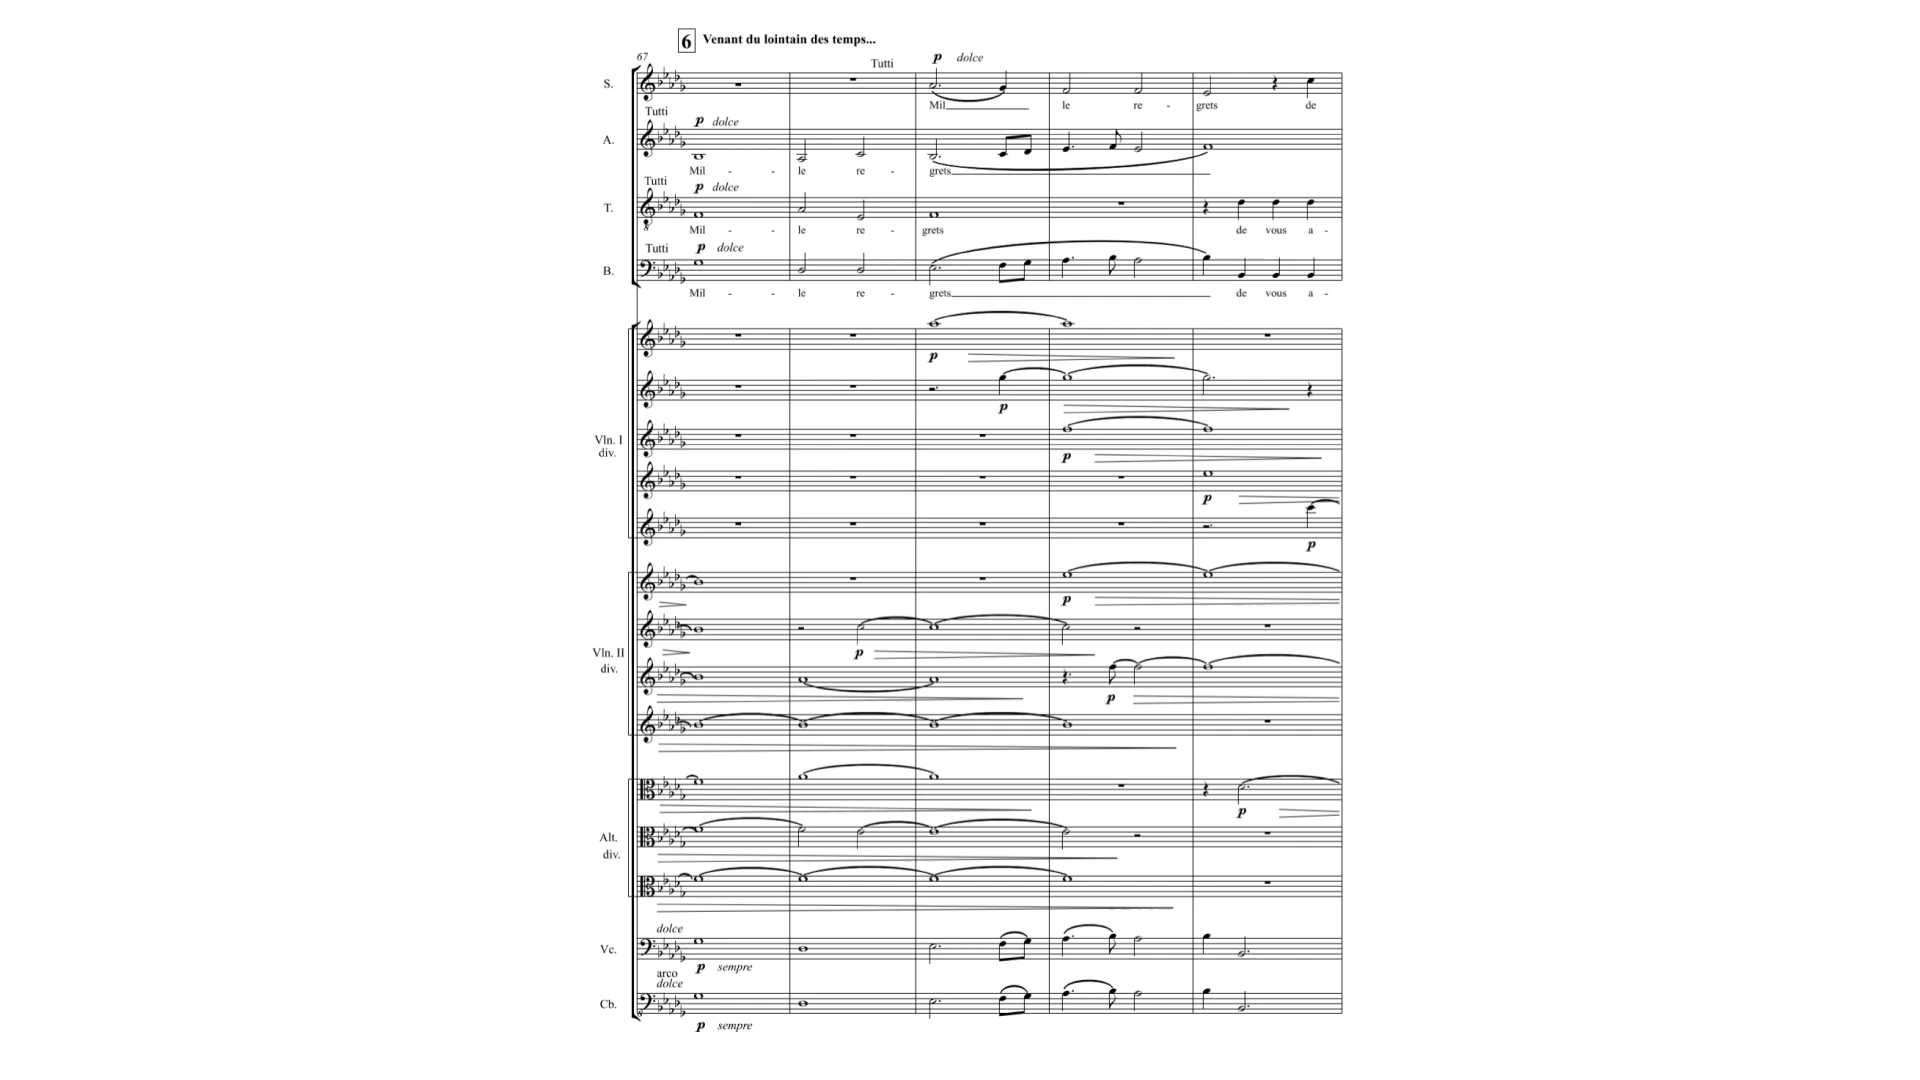 6 Venant du lointain des temps...
67
Tutti p dolce
S.
Mil le re - grets de
Tutti p dolce
A.
Mil - - le re - grets
Tutti p dolce
T.
Mil - - le re - grets de vous a -
Tutti p dolce
B.
Mil - - le re - grets de vous a -
p
p
Vln. I
div.
p
p
p
p
p
Vln. II
div.
p
p
Alt.
div.
dolce
Vc.
p sempre
arco
dolce
Cb.
p sempre